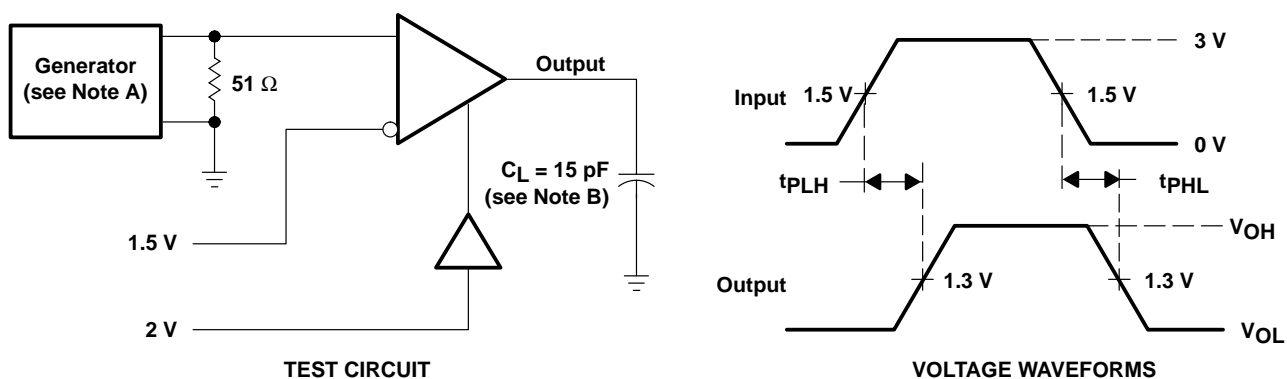 Generator
(see Note A)
51 Ω
Output
CL = 15 pF
(see Note B)
1.5 V
2 V
TEST CIRCUIT
3 V
Input
1.5 V
1.5 V
0 V
tPLH
tPHL
VOH
Output
1.3 V
1.3 V
VOL
VOLTAGE WAVEFORMS